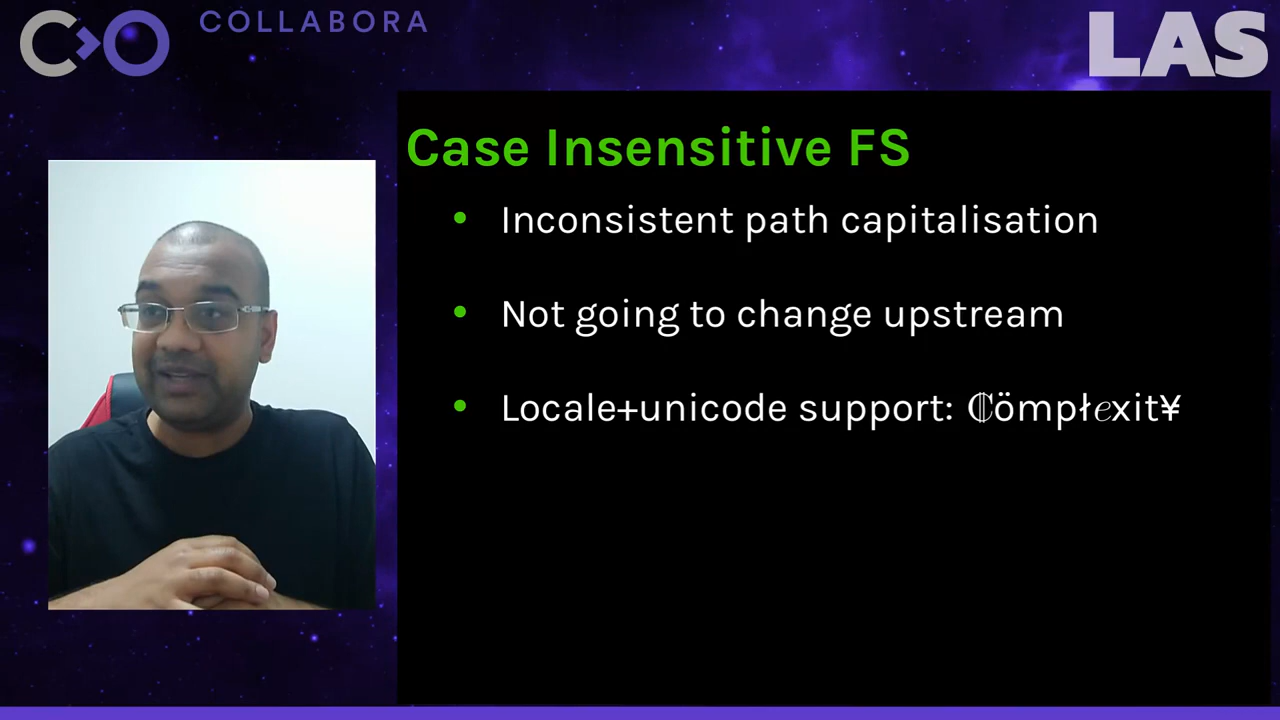 COLLABORA
LAS
Case Insensitive FS
Inconsistent path capitalisation
Not going to change upstream
Locale+unicode support: ℂömpłℯxit¥